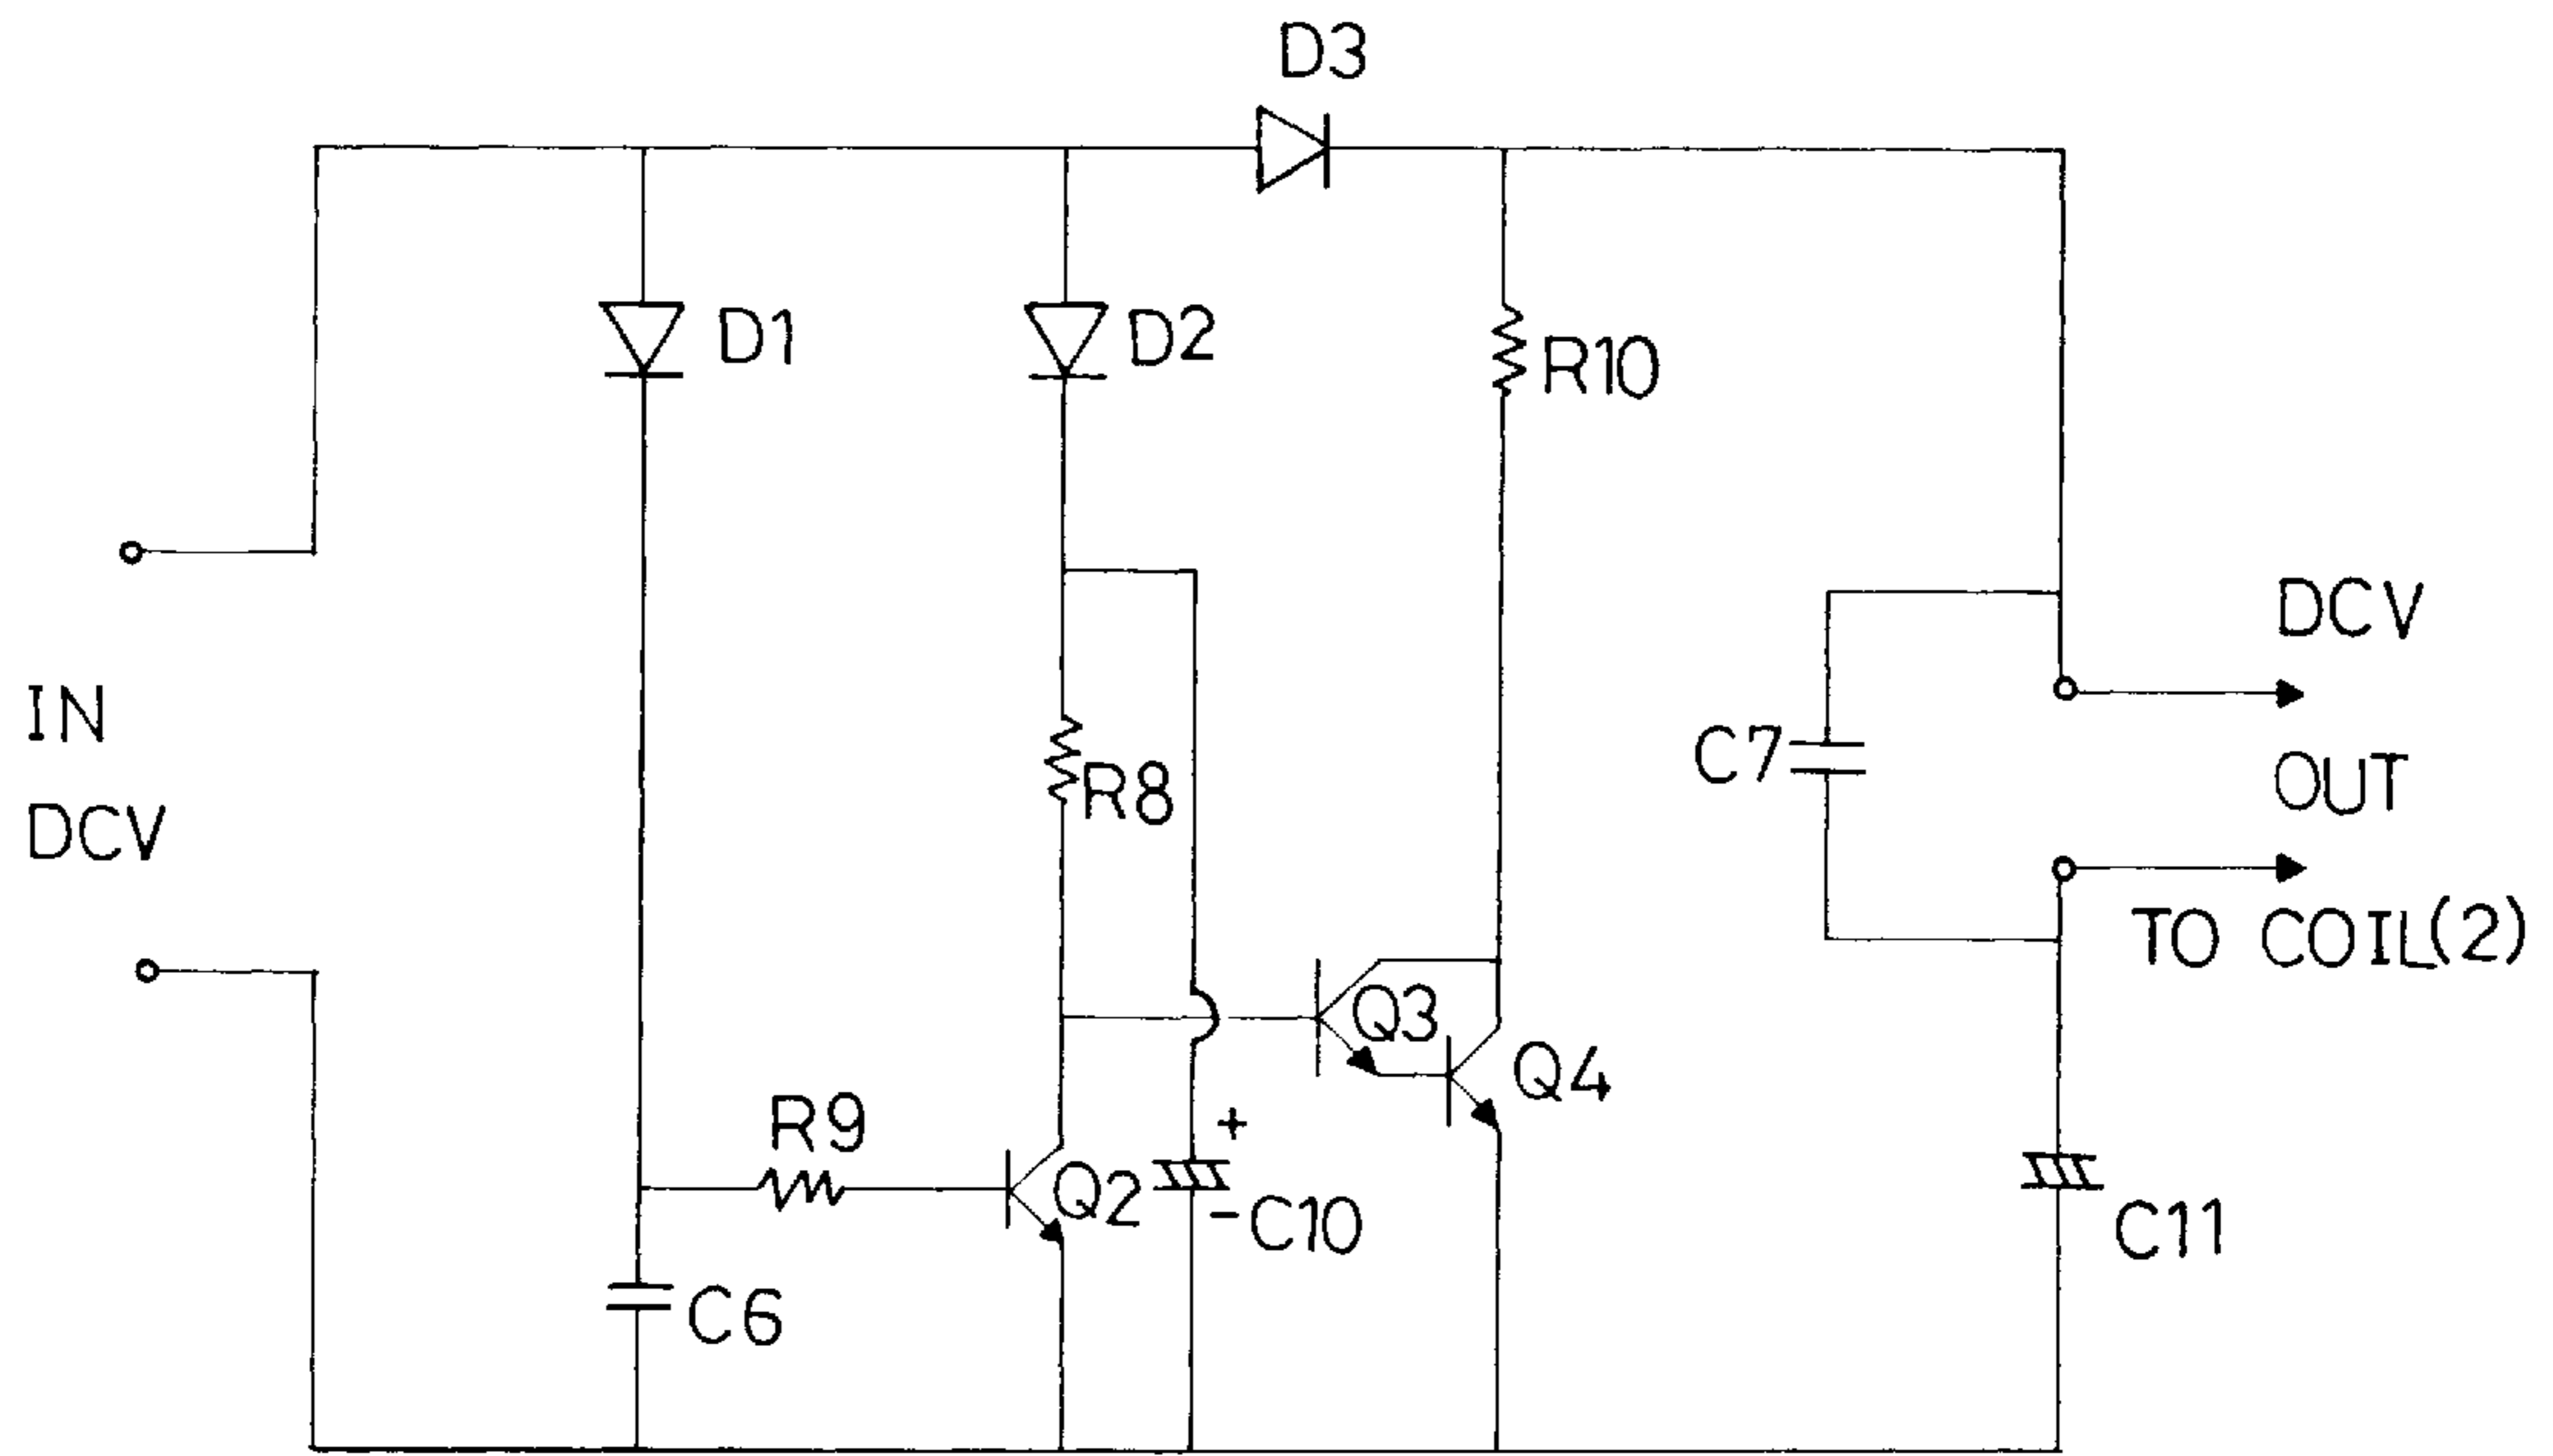 D3
D1
D2
R10
DCV
IN
C7
R8
OUT
DCV
TO COIL(2)
Q3
Q4
R9
+
Q2
-C10
C11
C6